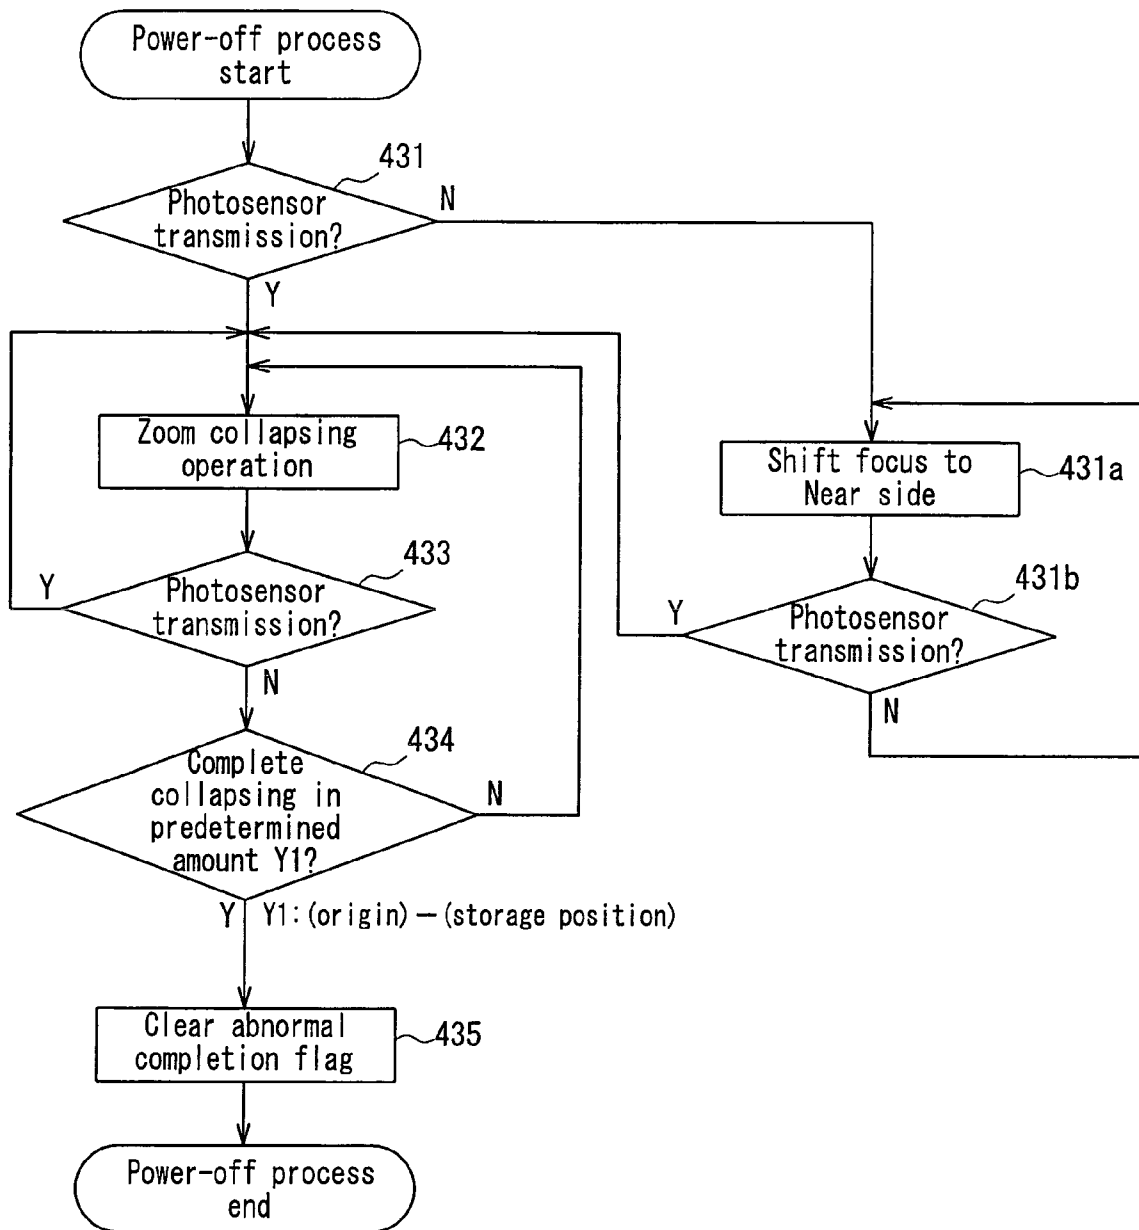 Power-off process
start
431
Photosensor
transmission?
N
Y
Zoom collapsing
operation
432
Shift focus to
Near side
431a
433
Y
Photosensor
transmission?
N
431b
Y
Photosensor
transmission?
N
434
Complete
collapsing in
predetermined
amount Y1?
N
Y
Y1:(origin)−(storage position)
Clear abnormal
completion flag
435
Power-off process
end